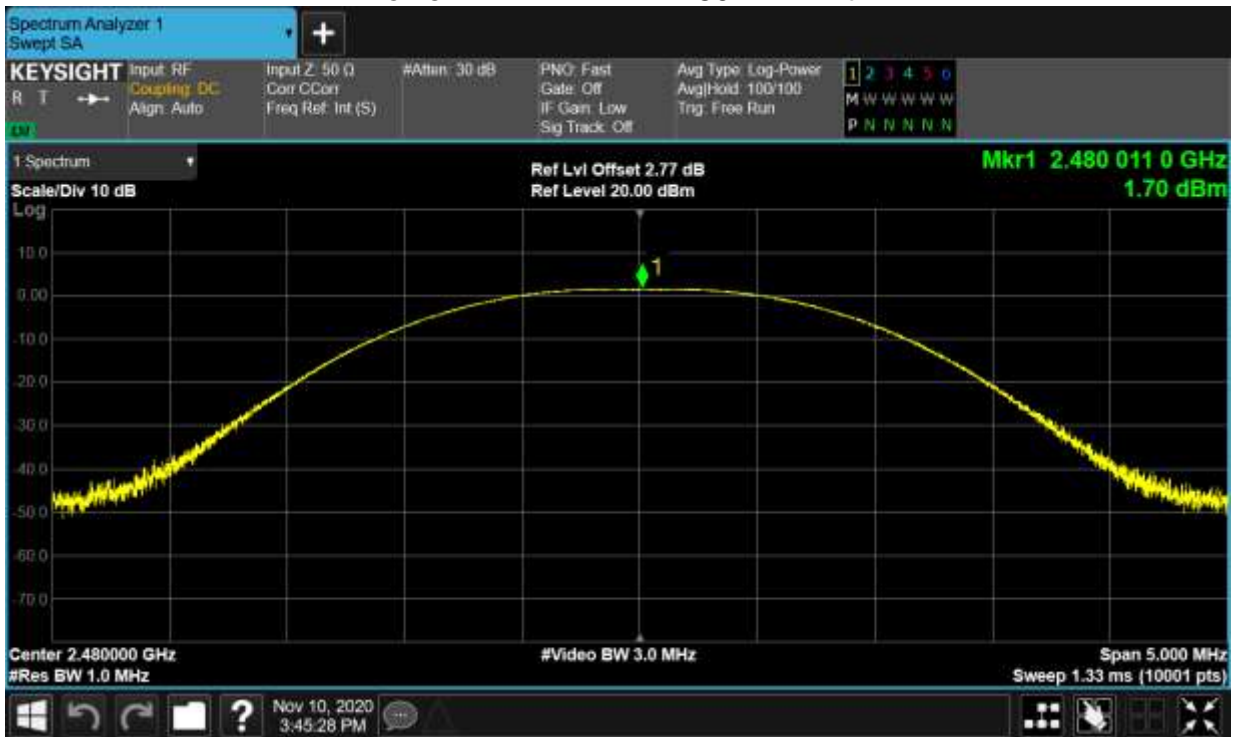 Spectrum Analyzer 1
Swept SA
+
KEYSIGHT Input: RF Input Z: 50 Ω #Atten: 30 dB PNO: Fast Avg Type: Log-Power 1 2 3 4 5 6
R T Coupling: DC Corr CCorr Gate: Off Avg|Hold: 100/100 M W W W W W
Align: Auto Freq Ref: Int (S) IF Gain: Low Trig: Free Run
Sig Track: Off P N N N N N
1 Spectrum Ref Lvl Offset 2.77 dB Mkr1 2.480 011 0 GHz
Scale/Div 10 dB Ref Level 20.00 dBm 1.70 dBm
Log
10.0
1
0.00
-10.0
-20.0
-30.0
-40.0
-50.0
-60.0
-70.0
Center 2.480000 GHz #Video BW 3.0 MHz Span 5.000 MHz
#Res BW 1.0 MHz Sweep 1.33 ms (10001 pts)
? Nov 10, 2020
3:45:28 PM